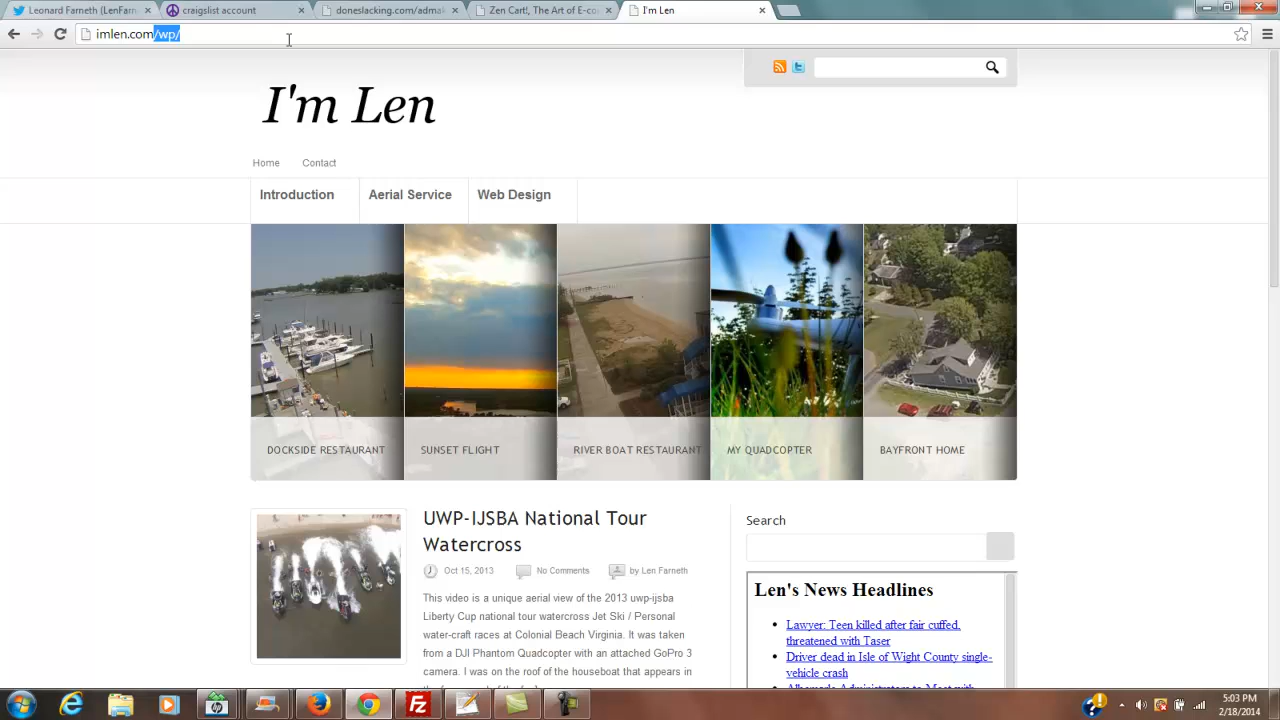 Leonard Farneth (LenFarn
craigslist account
doneslacking.com/admak
Zen Cart!, The Art of E-co
I'm Len
imlen.com/wp/
I'm Len
Home Contact
Introduction Aerial Service Web Design
DOCKSIDE RESTAURANT SUNSET FLIGHT RIVER BOAT RESTAURANT MY QUADCOPTER BAYFRONT HOME
UWP-IJSBA National Tour
Watercross
Oct 15, 2013 No Comments by Len Farneth
This video is a unique aerial view of the 2013 uwp-ijsba
Liberty Cup national tour watercross Jet Ski / Personal
water-craft races at Colonial Beach Virginia. It was taken
from a DJI Phantom Quadcopter with an attached GoPro 3
camera. I was on the roof of the houseboat that appears in
Search
Len's News Headlines
Lawyer: Teen killed after fair cuffed,
threatened with Taser
Driver dead in Isle of Wight County single-
vehicle crash
Albemarle Administrators to Meet with
5:03 PM
2/18/2014